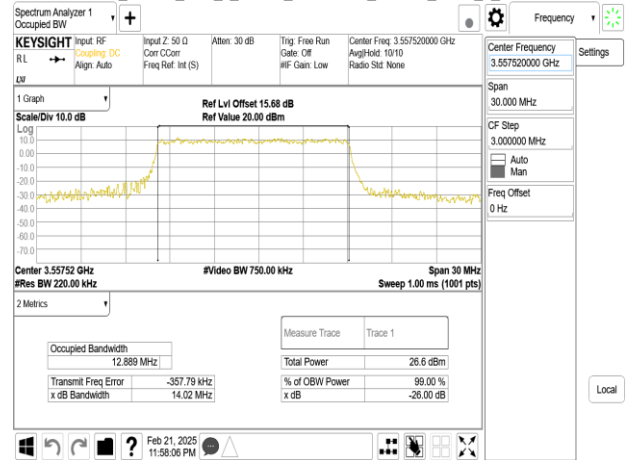 Spectrum Analyzer 1
Occupied BW
Frequency
KEYSIGHT
RL
LXI
Input: RF
Coupling: DC
Align: Auto
Input Z: 50 Ω
Corr CCorr
Freq Ref: Int (S)
Atten: 30 dB
Trig: Free Run
Gate: Off
#IF Gain: Low
Center Freq: 3.557520000 GHz
Avg|Hold: 10/10
Radio Std: None
Center Frequency
3.557520000 GHz
Settings
Span
30.000 MHz
CF Step
3.000000 MHz
Auto
Man
Freq Offset
0 Hz
Local
1 Graph
Scale/Div 10.0 dB
Ref Lvl Offset 15.68 dB
Ref Value 20.00 dBm
Log
10.0
0.00
-10.0
-20.0
-30.0
-40.0
-50.0
-60.0
-70.0
Center 3.55752 GHz
#Video BW 750.00 kHz
Span 30 MHz
#Res BW 220.00 kHz
Sweep 1.00 ms (1001 pts)
2 Metrics
Measure Trace Trace 1
Occupied Bandwidth
12.889 MHz
Total Power 26.6 dBm
Transmit Freq Error -357.79 kHz
% of OBW Power 99.00 %
x dB Bandwidth 14.02 MHz
x dB -26.00 dB
?
Feb 21, 2025
11:58:06 PM